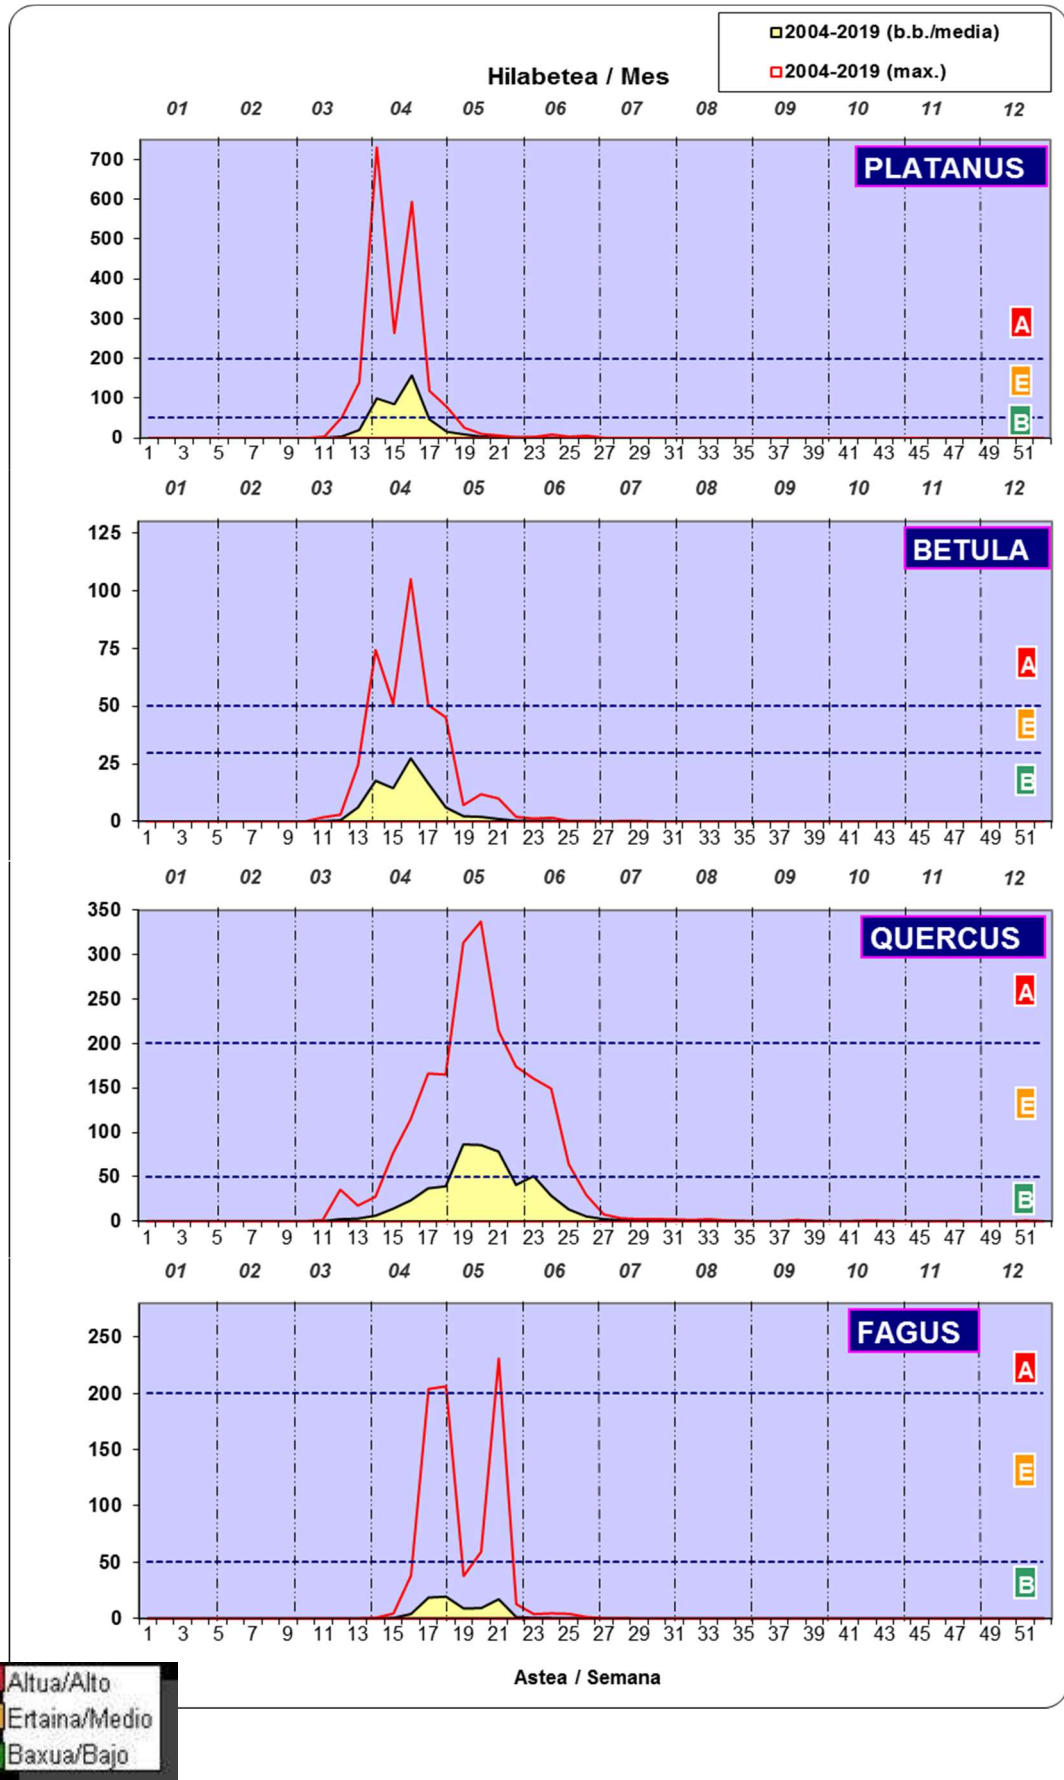 2004-2019 (b.b./media)
2004-2019 (max.)
Hilabetea / Mes
01 02 03 04 05 06 07 08 09 10 11 12
PLATANUS
700
600
500
400
300
A
200
E
100
B
0
1 3 5 7 9 11 13 15 17 19 21 23 25 27 29 31 33 35 37 39 41 43 45 47 49 51
01 02 03 04 05 06 07 08 09 10 11 12
125
BETULA
100
75
A
50
E
25
B
0
1 3 5 7 9 11 13 15 17 19 21 23 25 27 29 31 33 35 37 39 41 43 45 47 49 51
01 02 03 04 05 06 07 08 09 10 11 12
350
QUERCUS
300
250
A
200
150
E
100
50
B
0
1 3 5 7 9 11 13 15 17 19 21 23 25 27 29 31 33 35 37 39 41 43 45 47 49 51
01 02 03 04 05 06 07 08 09 10 11 12
FAGUS
250
A
200
150
E
100
50
B
0
1 3 5 7 9 11 13 15 17 19 21 23 25 27 29 31 33 35 37 39 41 43 45 47 49 51
Astea / Semana
Altua/Alto
Ertaina/Medio
Baxua/Bajo